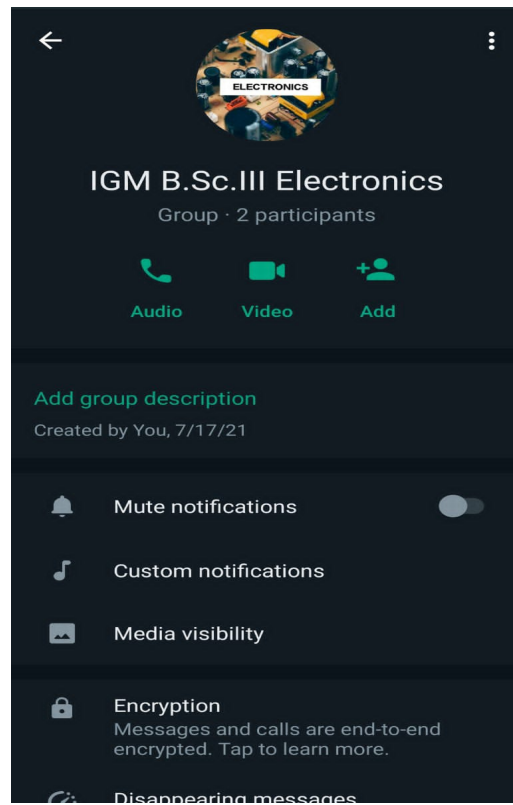 ELECTRONICS
IGM B.Sc.III Electronics
Group · 2 participants
Audio Video Add
Add group description
Created by You, 7/17/21
Mute notifications
Custom notifications
Media visibility
Encryption
Messages and calls are end-to-end
encrypted. Tap to learn more.
Disappearing messages